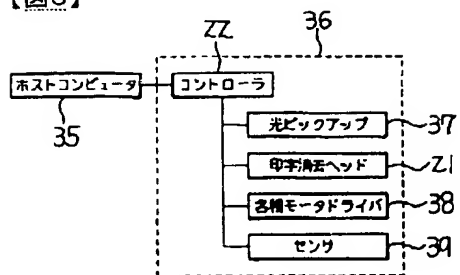 22
36
ホストコンピュータ
コントローラ
35
光ピックアップ
37
印字消去ヘッド
21
各種モータドライバ
38
センサ
39